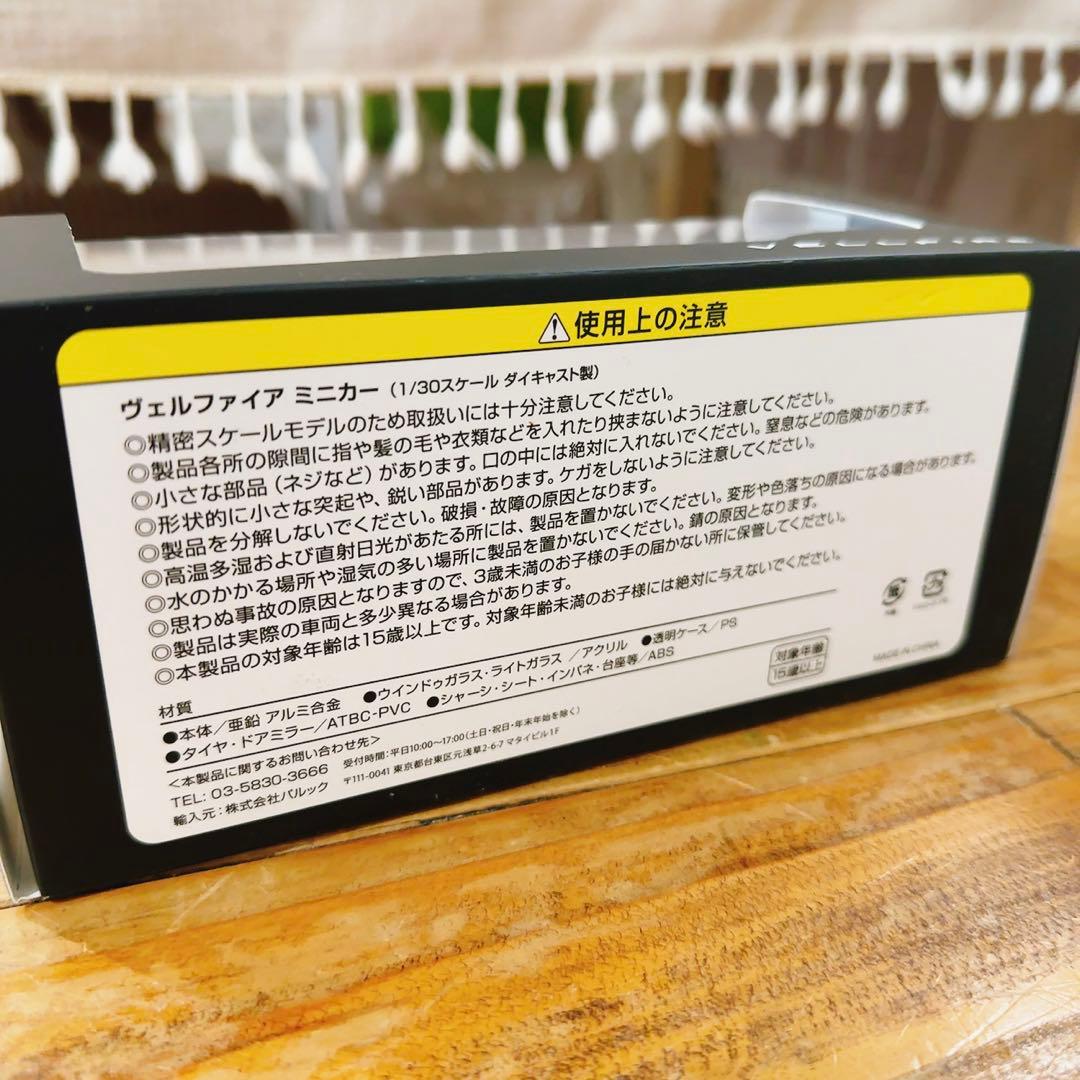 ⚠使用上の注意
ヴェルファイア ミニカー(1/30スケール ダイキャスト製)
◎精密スケールモデルのため取扱いには十分注意してください。
◎製品各所の隙間に指や髪の毛や衣類などを入れたり挟まないように注意してください。
◎小さな部品(ネジなど)があります。口の中には絶対に入れないでください。窒息などの危険があります。
◎形状的に小さな突起や、鋭い部品があります。ケガをしないように注意してください。
◎製品を分解しないでください。破損・故障の原因となります。
◎高温多湿および直射日光があたる所には、製品を置かないでください。変形や色落ちの原因になる場合があります。
◎水のかかる場所や湿気の多い場所に製品を置かないでください。錆の原因となります。
◎思わぬ事故の原因となりますので、3歳未満のお子様の手の届かない所に保管してください。
◎製品は実際の車両と多少異なる場合があります。
◎本製品の対象年齢は15歳以上です。対象年齢未満のお子様には絶対に与えないでください。
材質
●本体/亜鉛 アルミ合金 ●ウインドゥガラス・ライトガラス /アクリル ●透明ケース/PS
●タイヤ・ドアミラー/ATBC-PVC ●シャーシ・シート・インパネ・台座等/ABS
<本製品に関するお問い合わせ先>
TEL: 03-5830-3666 受付時間:平日10:00〜17:00(土日・祝日・年末年始を除く)
輸入元:株式会社バルック 〒111-0041 東京都台東区元浅草2-6-7 マタイビル1F
対象年齢
15歳以上
MADE IN CHINA